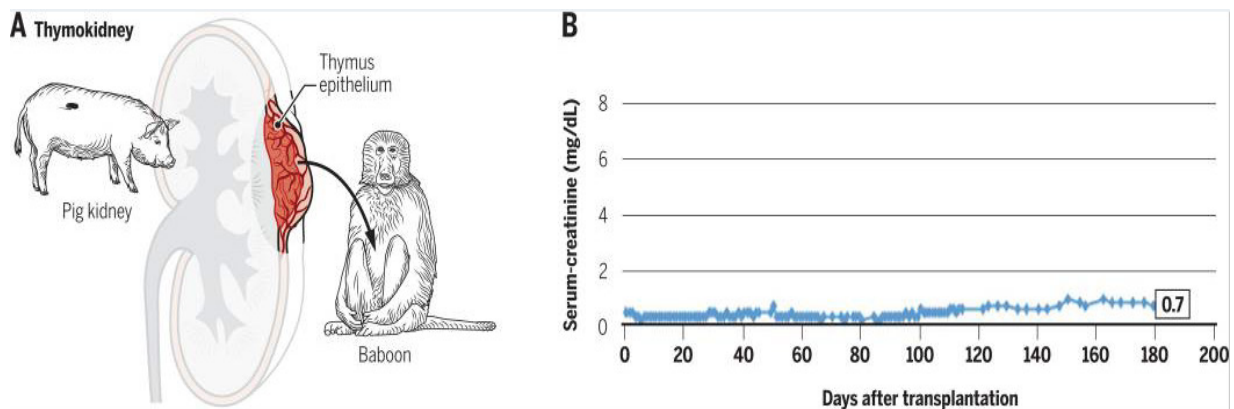 A Thymokidney
Thymus
epithelium
Pig kidney
Baboon
B
Serum-creatinine (mg/dL)
8
6
4
2
0
0.7
0 20 40 60 80 100 120 140 160 180 200
Days after transplantation